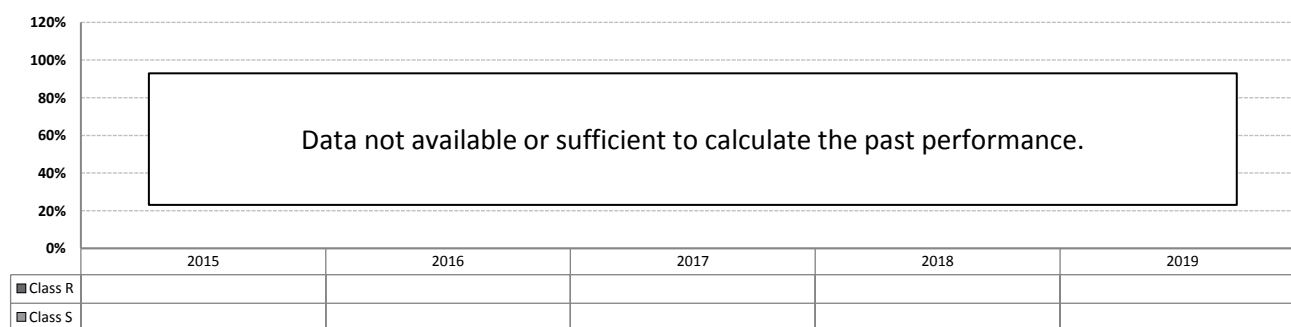 120%
100%
80%
60%
40%
20%
0%
Data not available or sufficient to calculate the past performance.
2015 2016 2017 2018 2019
Class R
Class S